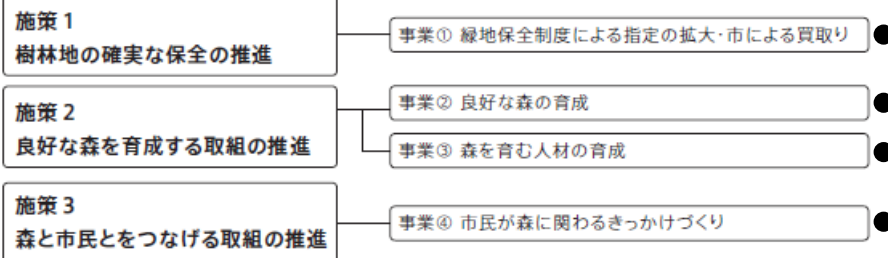 施策 1
樹林地の確実な保全の推進
事業① 緑地保全制度による指定の拡大・市による買取り
施策 2
良好な森を育成する取組の推進
事業② 良好な森の育成
事業③ 森を育む人材の育成
施策 3
森と市民とをつなげる取組の推進
事業④ 市民が森に関わるきっかけづくり